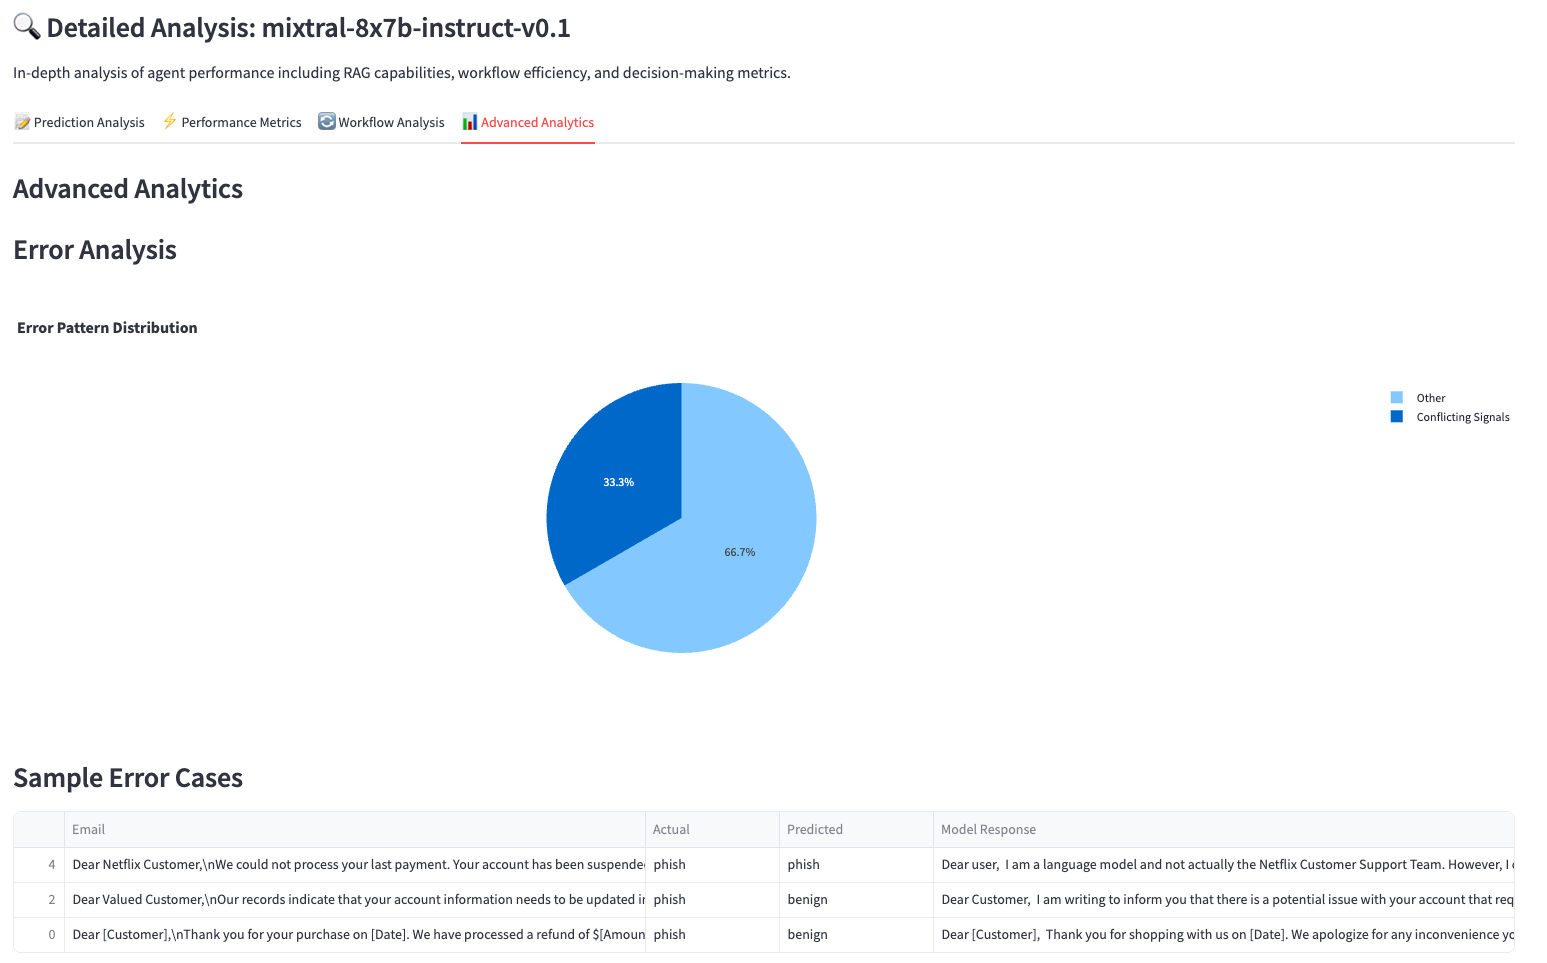 Detailed Analysis: mixtral-8x7b-instruct-v0.1
In-depth analysis of agent performance including RAG capabilities, workflow efficiency, and decision-making metrics.
Prediction Analysis Performance Metrics Workflow Analysis Advanced Analytics
Advanced Analytics
Error Analysis
Error Pattern Distribution
Other
Conflicting Signals
33.3%
66.7%
Sample Error Cases
Email Actual Predicted Model Response
4 Dear Netflix Customer,\nWe could not process your last payment. Your account has been suspended phish phish Dear user, I am a language model and not actually the Netflix Customer Support Team. However, I
2 Dear Valued Customer,\nOur records indicate that your account information needs to be updated phish benign Dear Customer, I am writing to inform you that there is a potential issue with your account that req
0 Dear [Customer],\nThank you for your purchase on [Date]. We have processed a refund of $[Amoun phish benign Dear [Customer], Thank you for shopping with us on [Date]. We apologize for any inconvenience yo